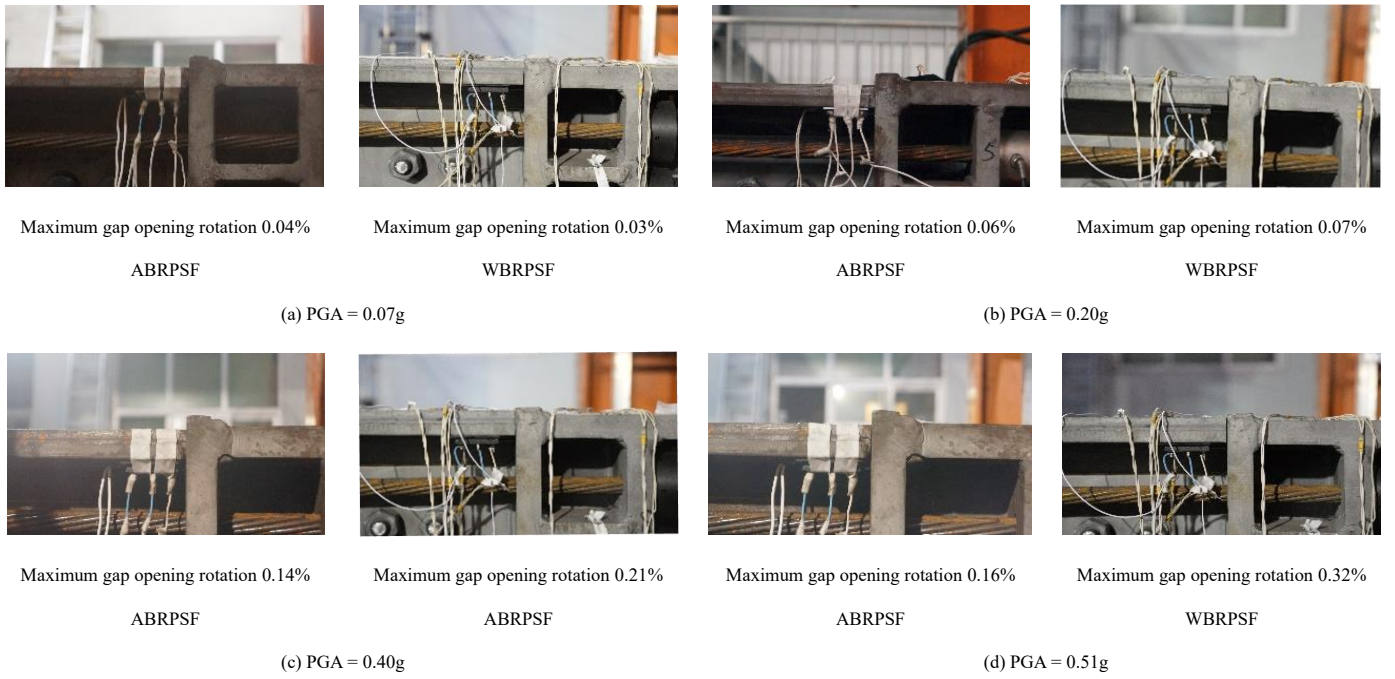 5
Maximum gap opening rotation 0.04%
Maximum gap opening rotation 0.03%
Maximum gap opening rotation 0.06%
Maximum gap opening rotation 0.07%
ABRPSF
WBRPSF
ABRPSF
WBRPSF
(a) PGA = 0.07g
(b) PGA = 0.20g
Maximum gap opening rotation 0.14%
Maximum gap opening rotation 0.21%
Maximum gap opening rotation 0.16%
Maximum gap opening rotation 0.32%
ABRPSF
ABRPSF
ABRPSF
WBRPSF
(c) PGA = 0.40g
(d) PGA = 0.51g